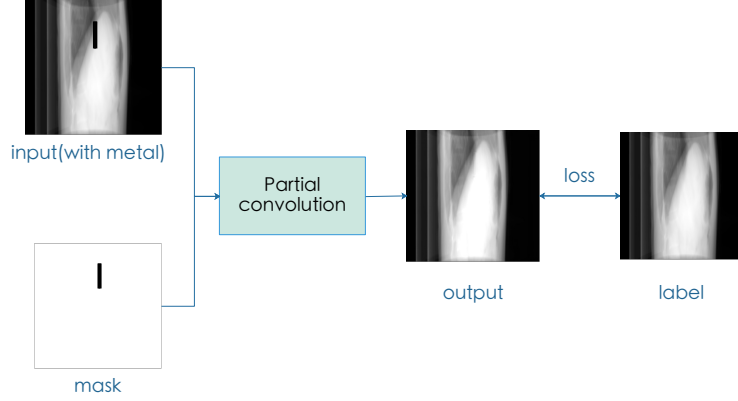 input(with metal)
Partial
convolution
loss
output
label
mask